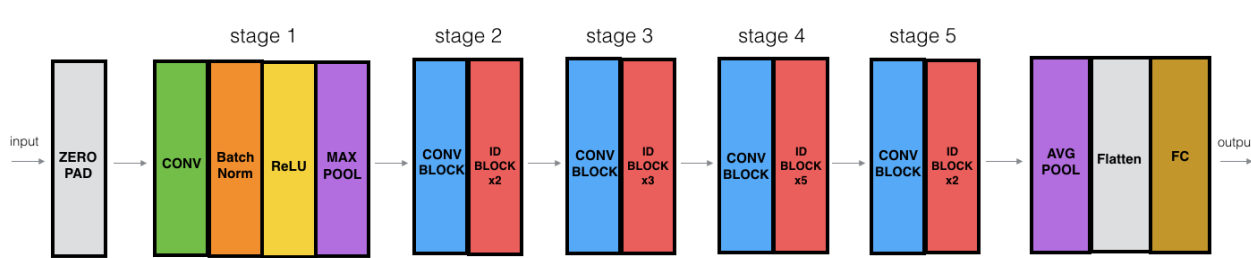 stage 1
stage 2
stage 3
stage 4
stage 5
input
ZERO
PAD
CONV
Batch
Norm
ReLU
MAX
POOL
CONV
BLOCK
ID
BLOCK
x2
CONV
BLOCK
ID
BLOCK
x3
CONV
BLOCK
ID
BLOCK
x5
CONV
BLOCK
ID
BLOCK
x2
AVG
POOL
Flatten
FC
outpu